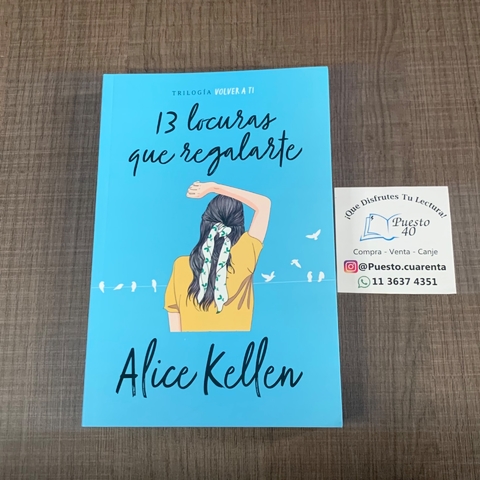 TRILOGÍA VOLVER A TI
13 locuras
que regalarte
Alice Kellen
¡Que Disfrutes Tu Lectura!
Puesto
40
Compra - Venta - Canje
@Puesto.cuarenta
11 3637 4351